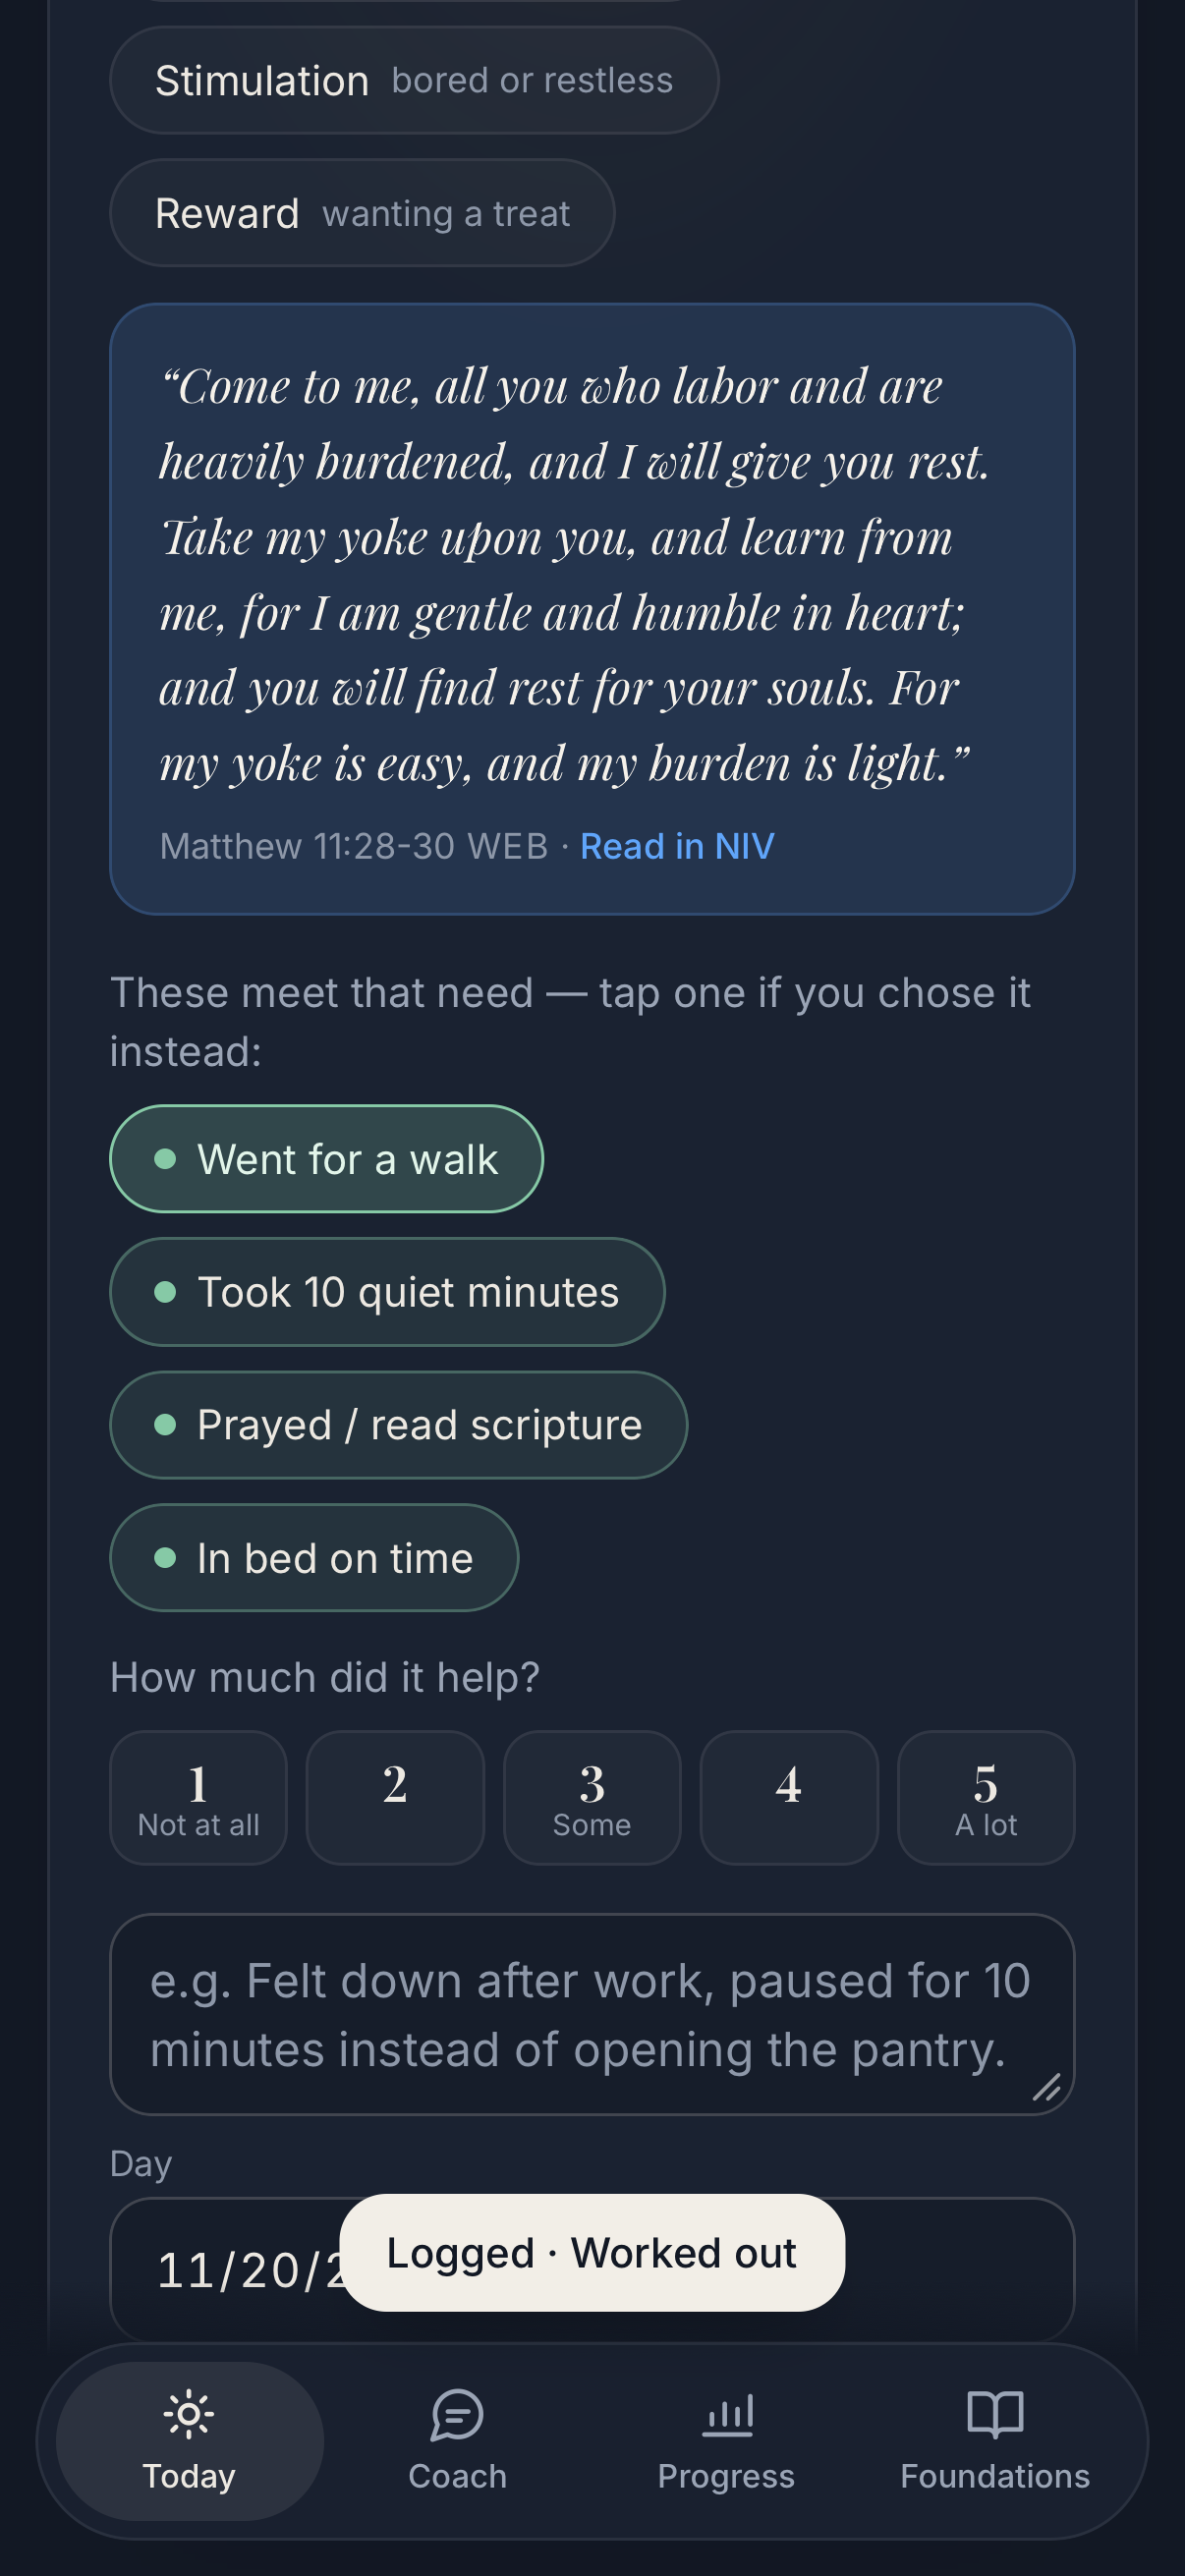 Stimulation bored or restless
Reward wanting a treat
“Come to me, all you who labor and are
heavily burdened, and I will give you rest.
Take my yoke upon you, and learn from
me, for I am gentle and humble in heart;
and you will find rest for your souls. For
my yoke is easy, and my burden is light.”
Matthew 11:28-30 WEB · Read in NIV
These meet that need — tap one if you chose it
instead:
Went for a walk
Took 10 quiet minutes
Prayed / read scripture
In bed on time
How much did it help?
1 2 3 4 5
Not at all Some A lot
e.g. Felt down after work, paused for 10
minutes instead of opening the pantry.
Day
11/20/2
Logged · Worked out
Today Coach Progress Foundations